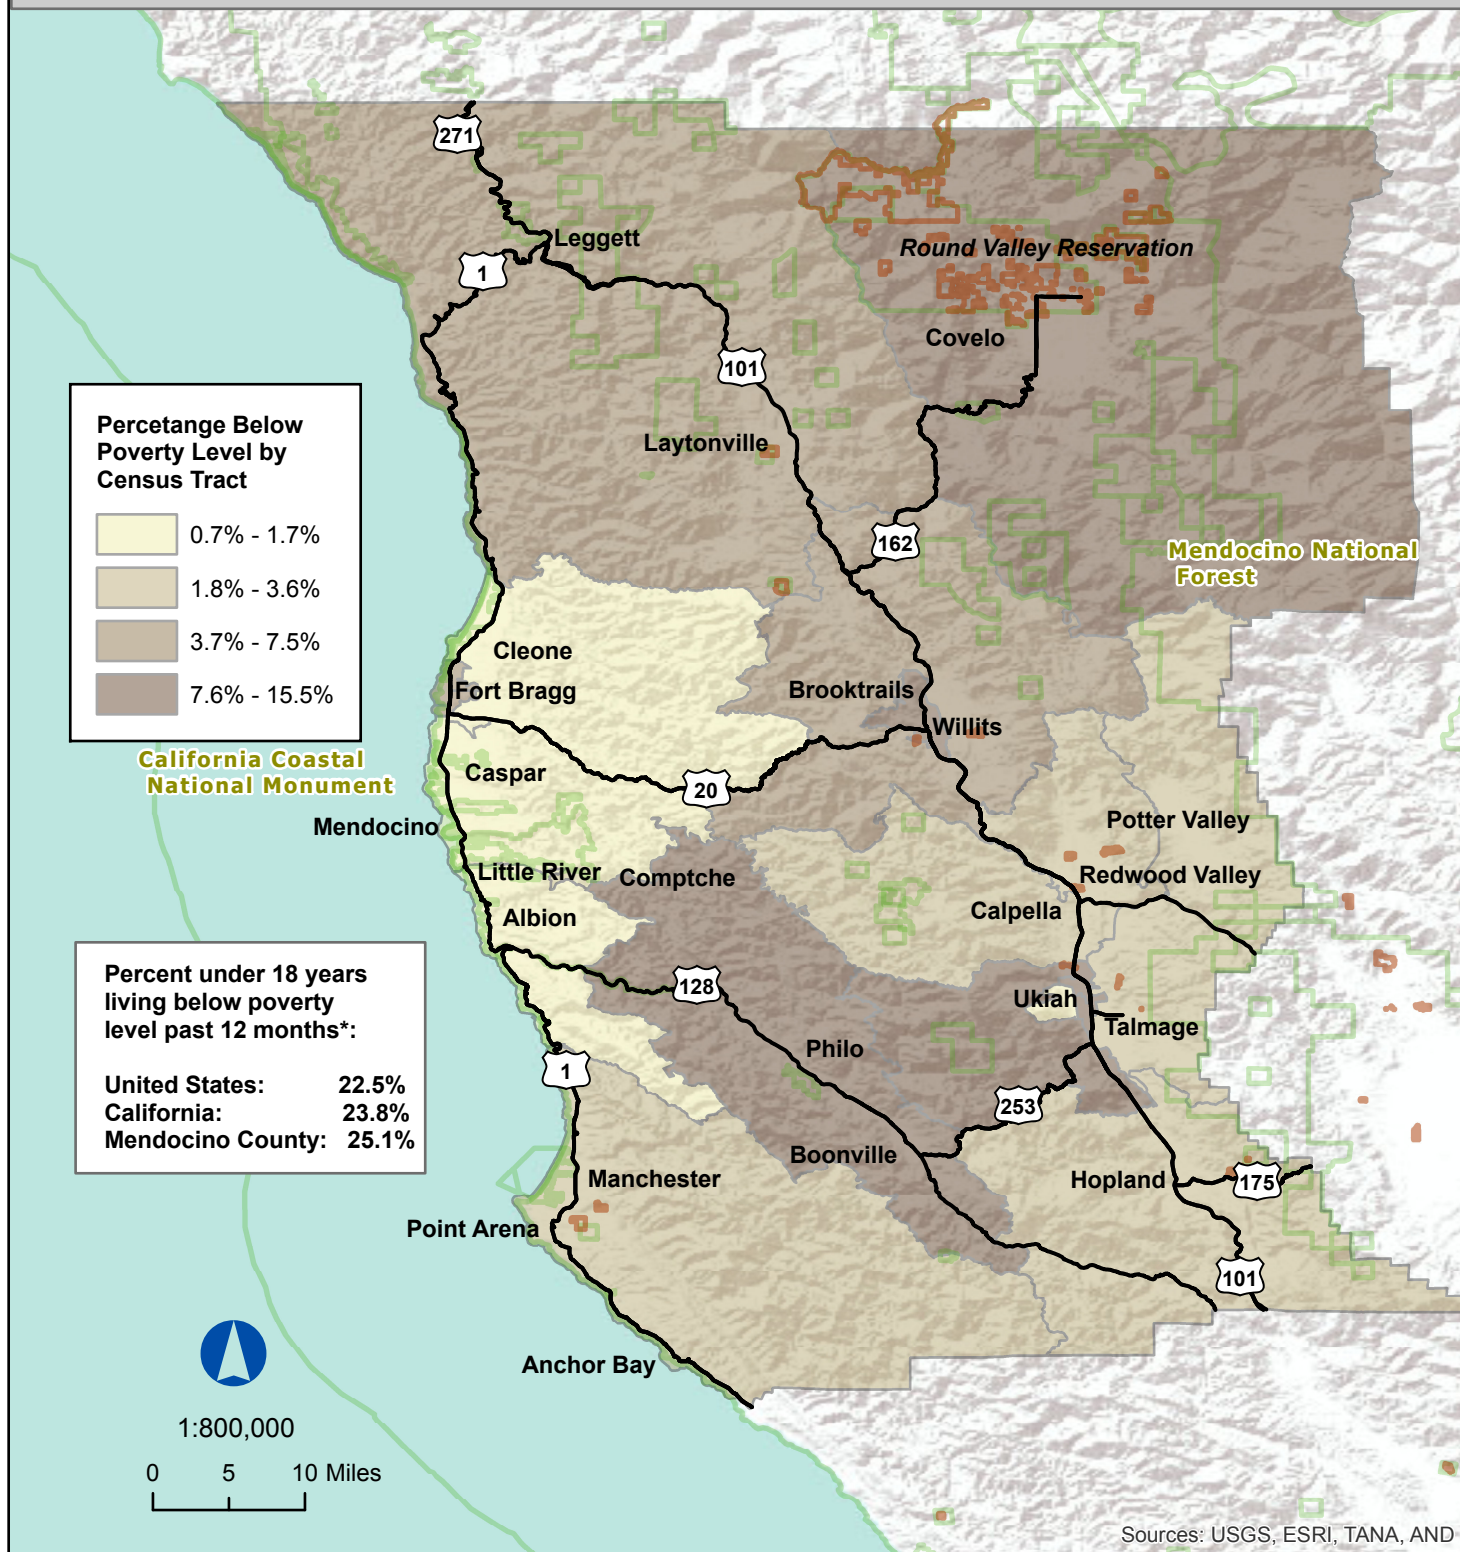 271
Leggett
1
Round Valley Reservation
Covelo
101
Percetange Below
Poverty Level by
Census Tract
0.7% - 1.7%
1.8% - 3.6%
3.7% - 7.5%
7.6% - 15.5%
Laytonville
162
Mendocino National
Forest
Cleone
Fort Bragg
Brooktrails
Willits
California Coastal
National Monument
Caspar
20
Mendocino
Potter Valley
Little River
Comptche
Redwood Valley
Albion
Calpella
Percent under 18 years
living below poverty
level past 12 months*:
United States: 22.5%
California: 23.8%
Mendocino County: 25.1%
128
Ukiah
Talmage
Philo
1
253
Boonville
Manchester
Hopland
175
Point Arena
101
Anchor Bay
1:800,000
0 5 10 Miles
Sources: USGS, ESRI, TANA, AND